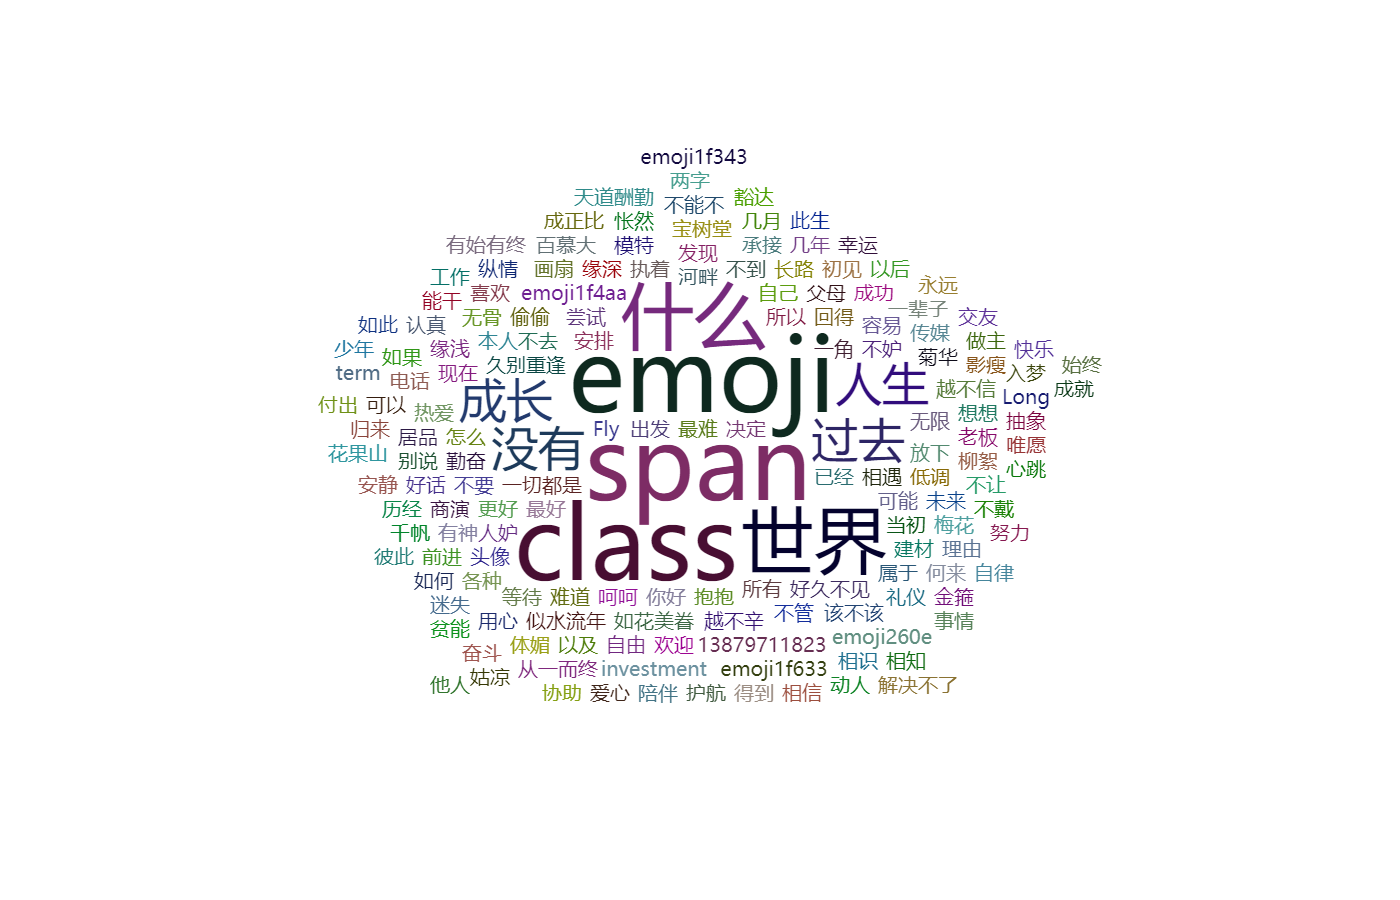 emoji1f343
两字
天道酬勤 不能不 豁达
成正比 怅然 宝树堂 几月 此生
有始有终 百慕大 模特 发现 承接 几年 幸运
工作 纵情 画扇 缘深 执着 河畔 不到 长路 初见 以后
能干 喜欢 emoji1f4aa 什么 自己 父母 成功 永远
如此 认真 无骨 偷偷 尝试 所以 回得 容易 一辈子 传媒 交友
少年 如果 缘浅 本人不去 久别重逢 安排 emoji 一角 不妒 菊华 做主 影瘦 快乐 入梦 始终
term 电话 现在 成长 人生 越不信 Long 成就
付出 可以 热爱 Fly 出发 最难 决定 过去 无限 想想 抽象
归来 居品 怎么 没有 span 老板 唯愿
花果山 别说 勤奋 放下 柳絮 心跳
安静 好话 不要 一切都是 已经 相遇 低调 不让
历经 商演 更好 最好 class 世界 可能 未来 不戴
千帆 有神人妒 当初 梅花 努力
彼此 前进 头像 建材 理由
如何 各种 属于 何来 自律
迷失 等待 难道 呵呵 你好 抱抱 所有 好久不见 礼仪 金箍
贫能 用心 似水流年 如花美眷 越不辛 不管 该不该 事情
奋斗 体媚 以及 自由 欢迎 13879711823 emoji260e
他人 姑凉 从一而终 investment emoji1f633 相识 相知
协助 爱心 陪伴 护航 得到 相信 动人 解决不了